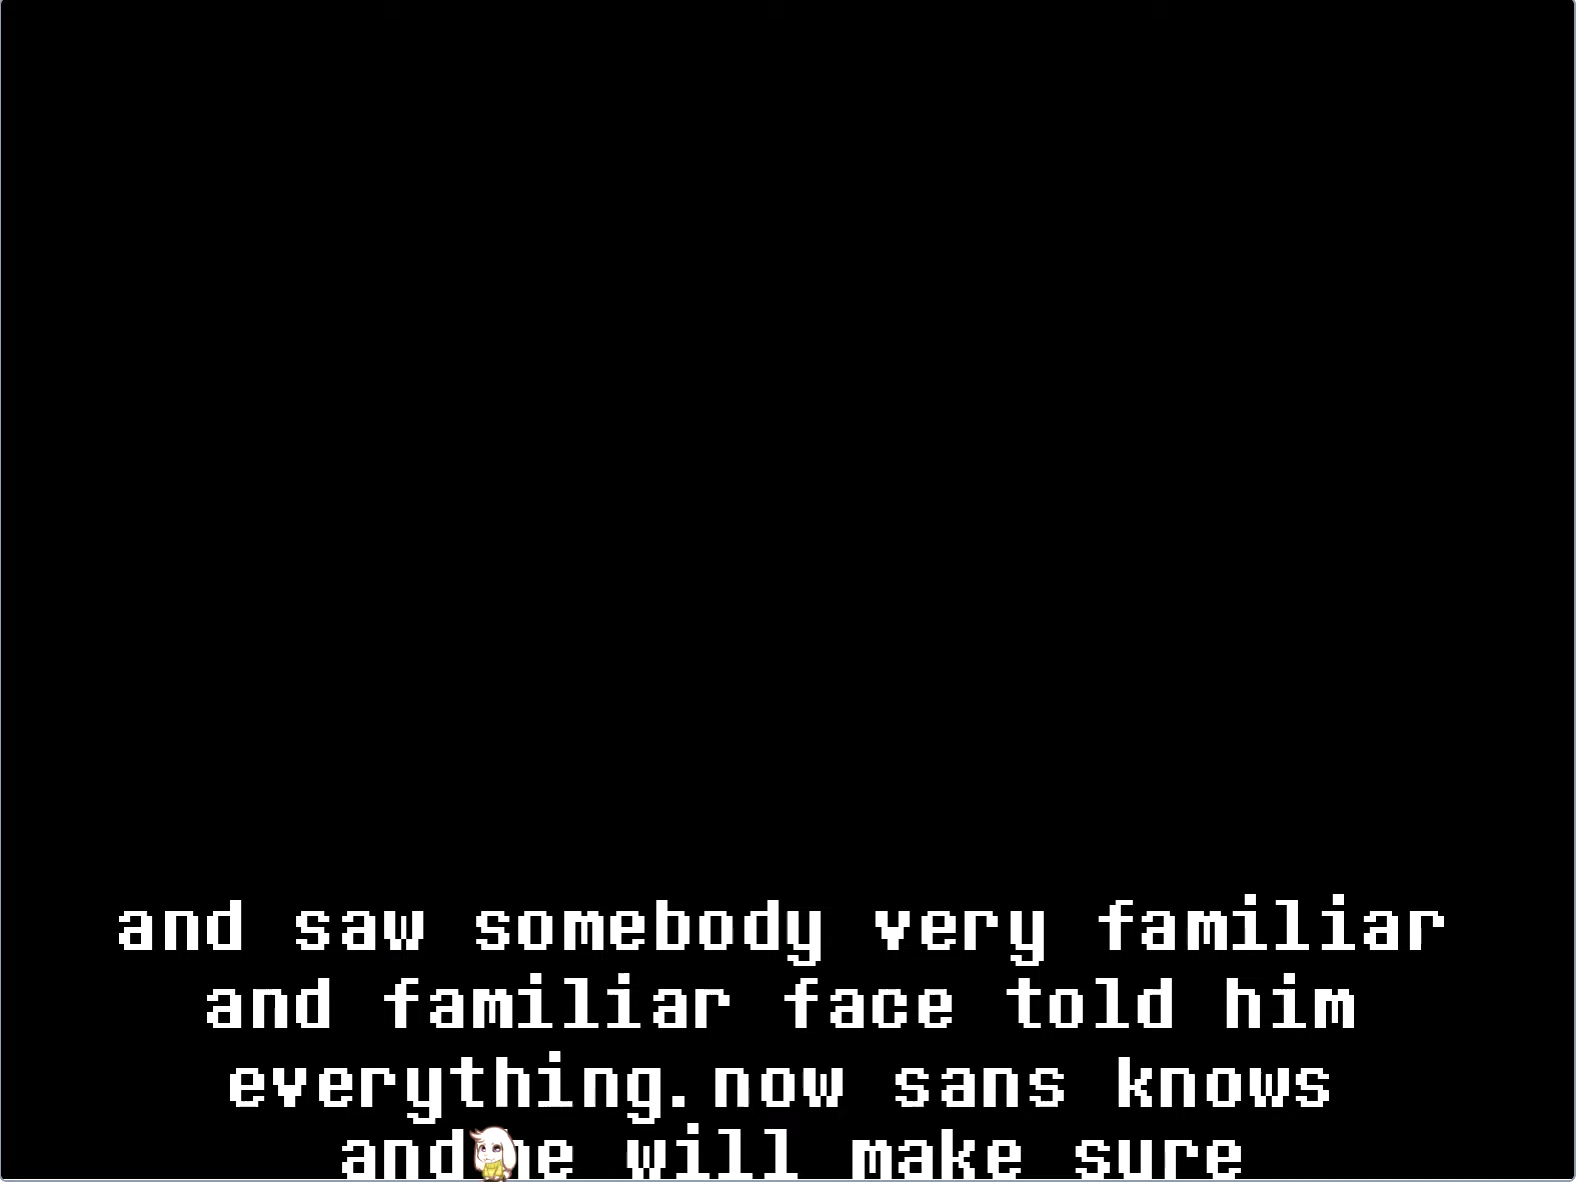 and saw somebody very familiar
and familiar face told him
everything.now sans knows
and he will make sure